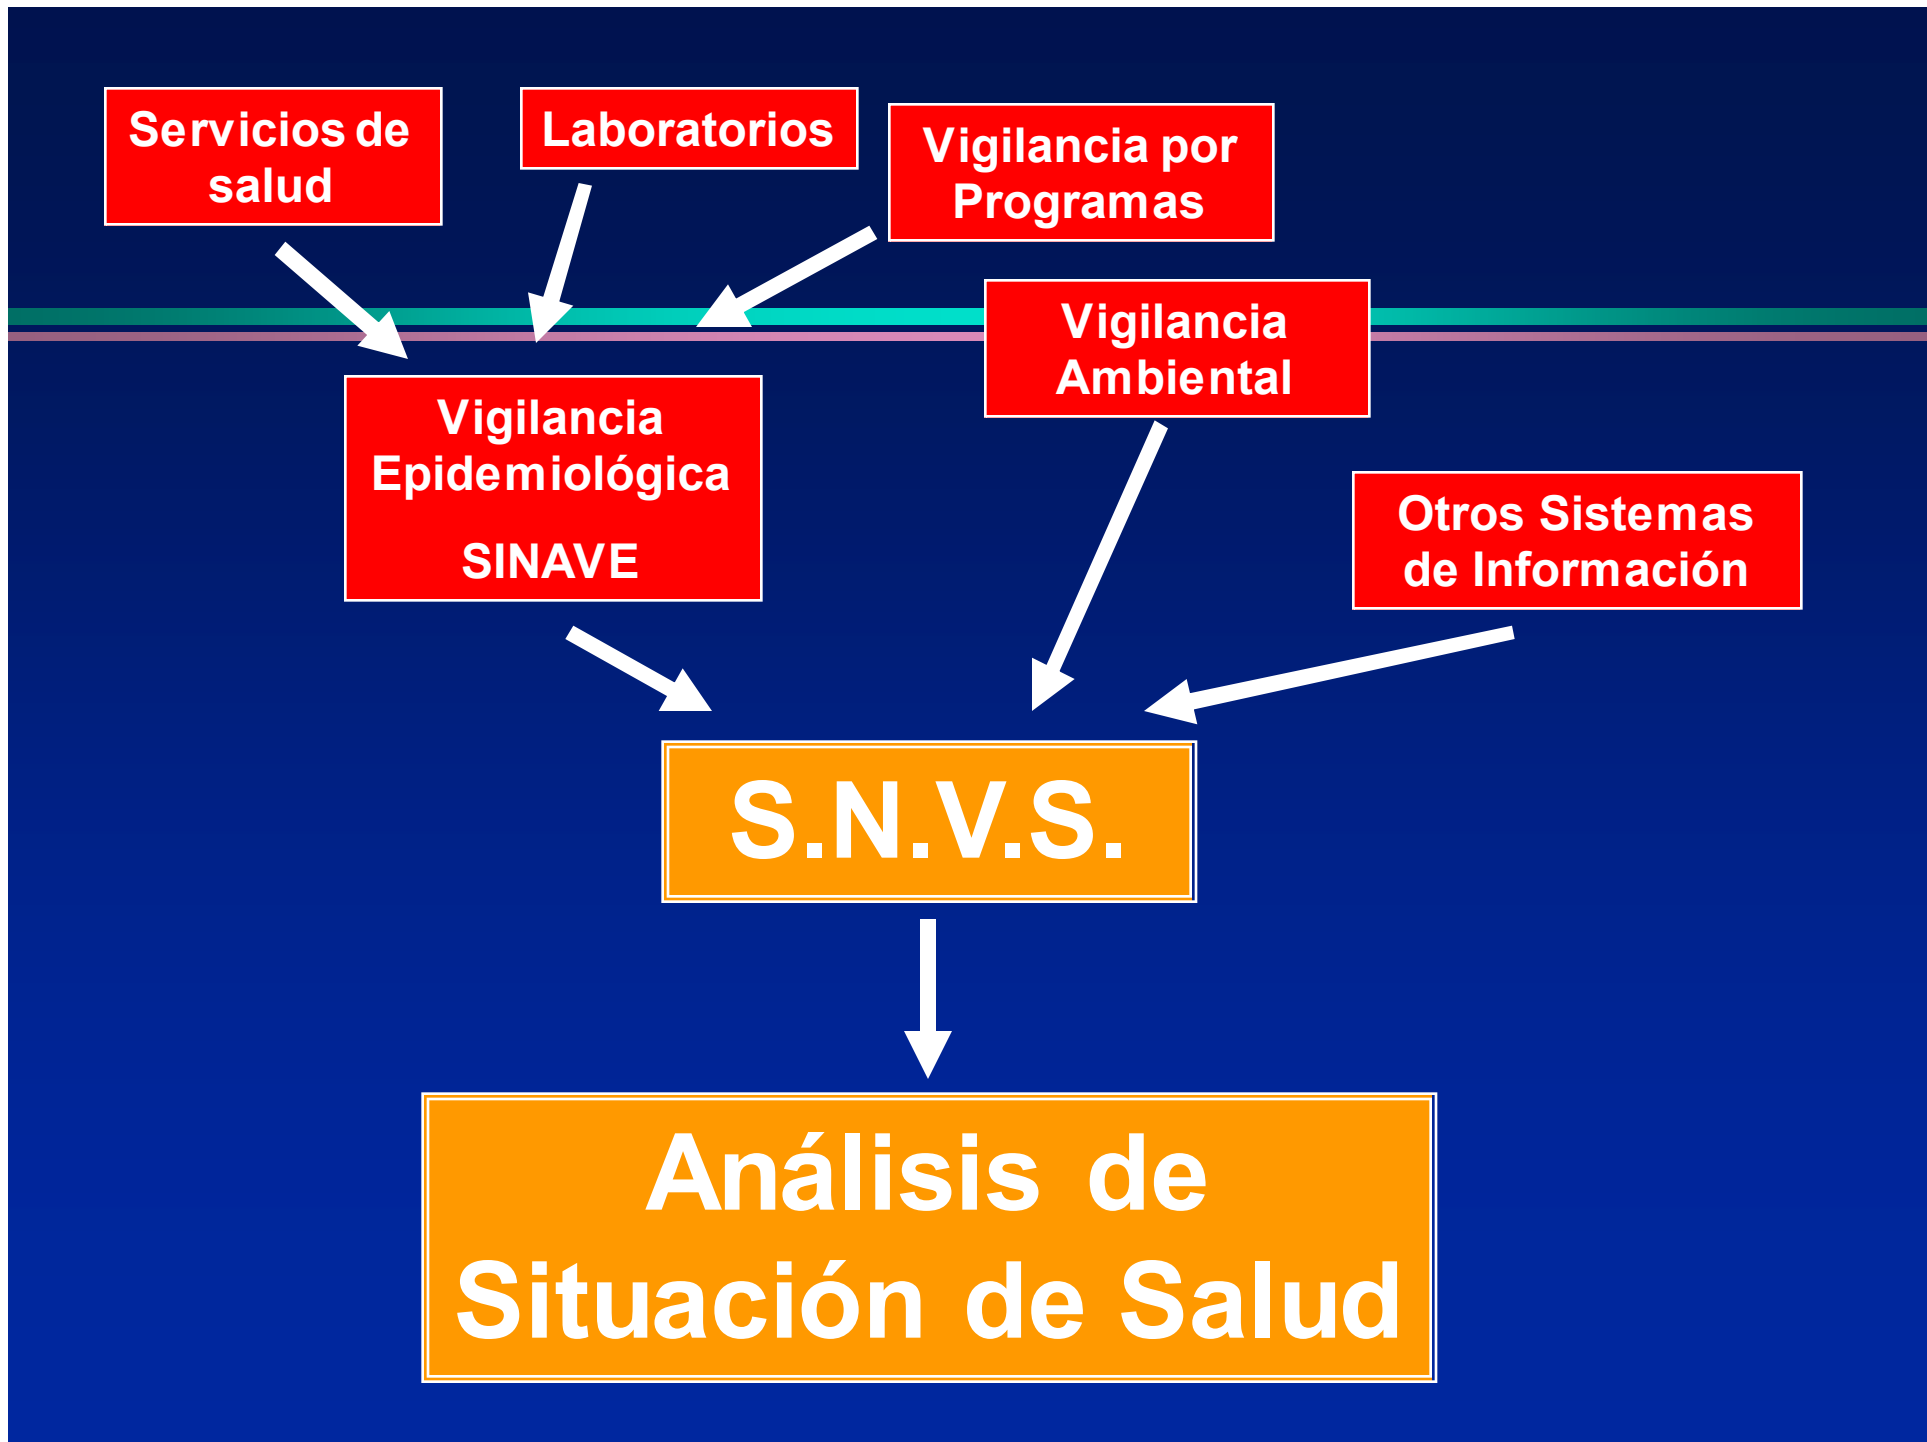 Servicios de
salud
Laboratorios
Vigilancia por
Programas
Vigilancia
Ambiental
Vigilancia
Epidemiológica
SINAVE
Otros Sistemas
de Información
S.N.V.S.
Análisis de
Situación de Salud